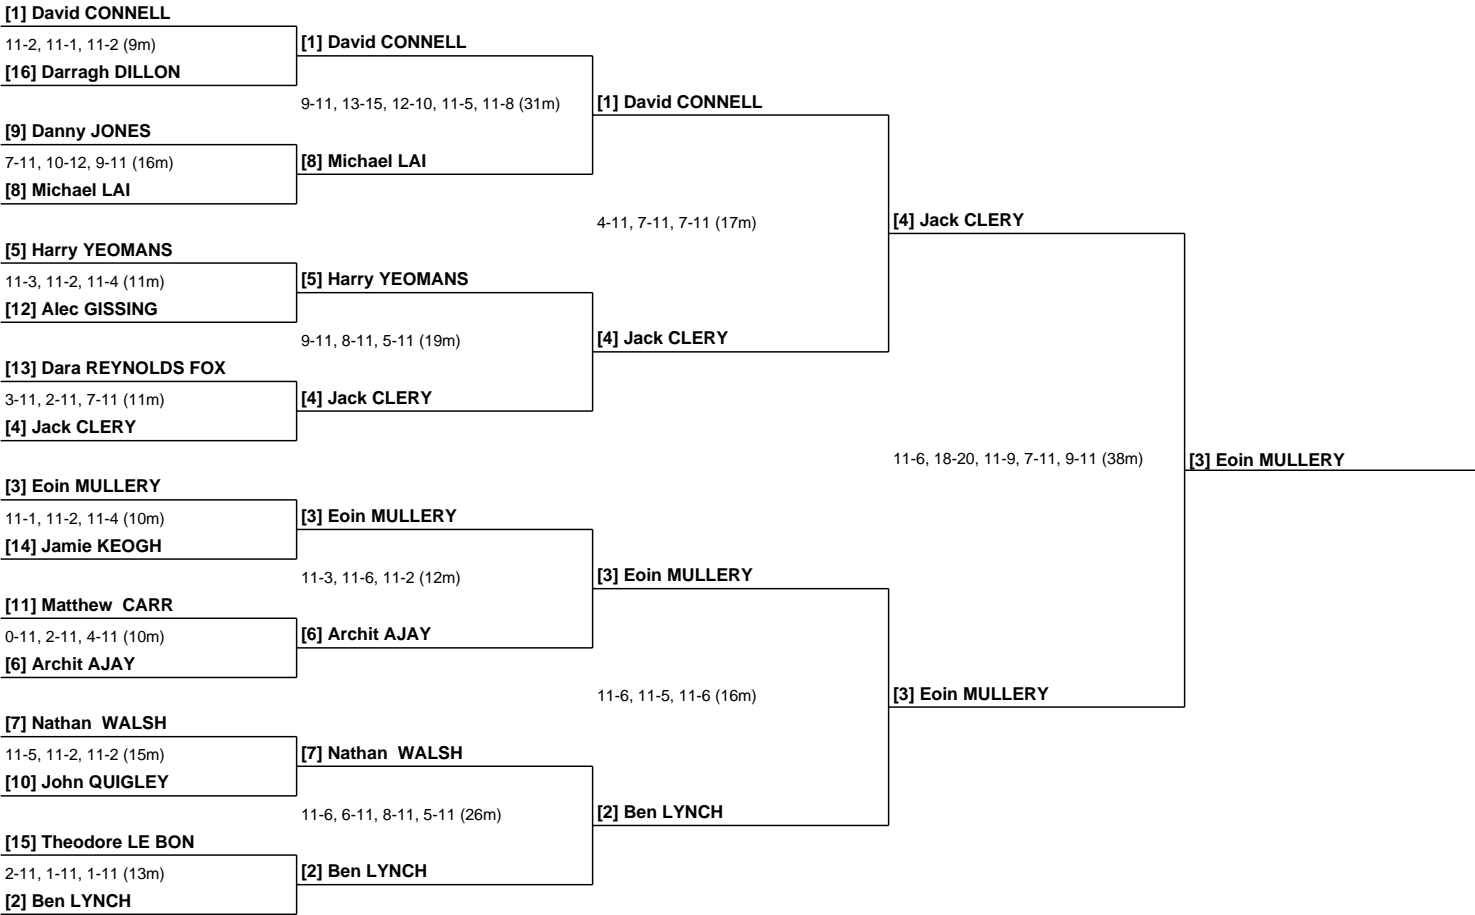 [1] David CONNELL
11-2, 11-1, 11-2 (9m)
[16] Darragh DILLON
[9] Danny JONES
7-11, 10-12, 9-11 (16m)
[8] Michael LAI
[5] Harry YEOMANS
11-3, 11-2, 11-4 (11m)
[12] Alec GISSING
[13] Dara REYNOLDS FOX
3-11, 2-11, 7-11 (11m)
[4] Jack CLERY
[3] Eoin MULLERY
11-1, 11-2, 11-4 (10m)
[14] Jamie KEOGH
[11] Matthew  CARR
0-11, 2-11, 4-11 (10m)
[6] Archit AJAY
[7] Nathan  WALSH
11-5, 11-2, 11-2 (15m)
[10] John QUIGLEY
[15] Theodore LE BON
2-11, 1-11, 1-11 (13m)
[2] Ben LYNCH
[1] David CONNELL
9-11, 13-15, 12-10, 11-5, 11-8 (31m)
[8] Michael LAI
[5] Harry YEOMANS
9-11, 8-11, 5-11 (19m)
[4] Jack CLERY
[3] Eoin MULLERY
11-3, 11-6, 11-2 (12m)
[6] Archit AJAY
[7] Nathan  WALSH
11-6, 6-11, 8-11, 5-11 (26m)
[2] Ben LYNCH
[1] David CONNELL
4-11, 7-11, 7-11 (17m)
[4] Jack CLERY
[3] Eoin MULLERY
11-6, 11-5, 11-6 (16m)
[2] Ben LYNCH
[4] Jack CLERY
11-6, 18-20, 11-9, 7-11, 9-11 (38m)
[3] Eoin MULLERY
[3] Eoin MULLERY